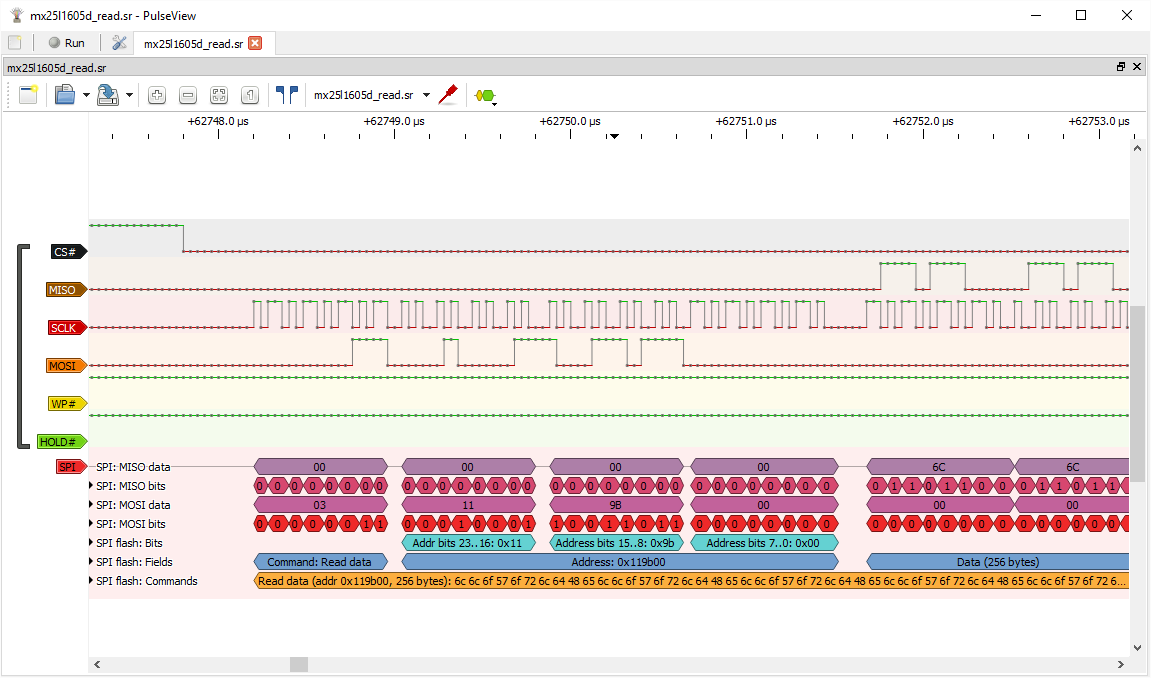 mx25l1605d_read.sr - PulseView
Run
mx25l1605d_read.sr
mx25l1605d_read.sr
mx25l1605d_read.sr
+62748.0 µs +62749.0 µs +62750.0 µs +62751.0 µs +62752.0 µs +62753.0 µs
CS#
MISO
SCLK
MOSI
WP#
HOLD#
SPI SPI: MISO data 00 00 00 00 6C 6C
SPI: MISO bits 0 0 0 0 0 0 0 0 0 0 0 0 0 0 0 0 0 0 0 0 0 0 0 0 0 0 0 0 0 0 0 0 0 1 1 0 1 1 0 0 0 1 1 0 1 1
SPI: MOSI data 03 11 9B 00 00 00
SPI: MOSI bits 0 0 0 0 0 0 1 1 0 0 0 1 0 0 0 1 1 0 0 1 1 0 1 1 0 0 0 0 0 0 0 0 0 0 0 0 0 0 0 0 0 0 0 0 0 0
SPI flash: Bits Addr bits 23..16: 0x11 Address bits 15..8: 0x9b Address bits 7..0: 0x00
SPI flash: Fields Command: Read data Address: 0x119b00 Data (256 bytes)
SPI flash: Commands Read data (addr 0x119b00, 256 bytes): 6c 6c 6f 57 6f 72 6c 64 48 65 6c 6c 6f 57 6f 72 6c 64 48 65 6c 6c 6f 57 6f 72 6c 64 48 65 6c 6c 6f 57 6f 72 6c 64 48 65 6c 6c 6f 57 6f 72 6...